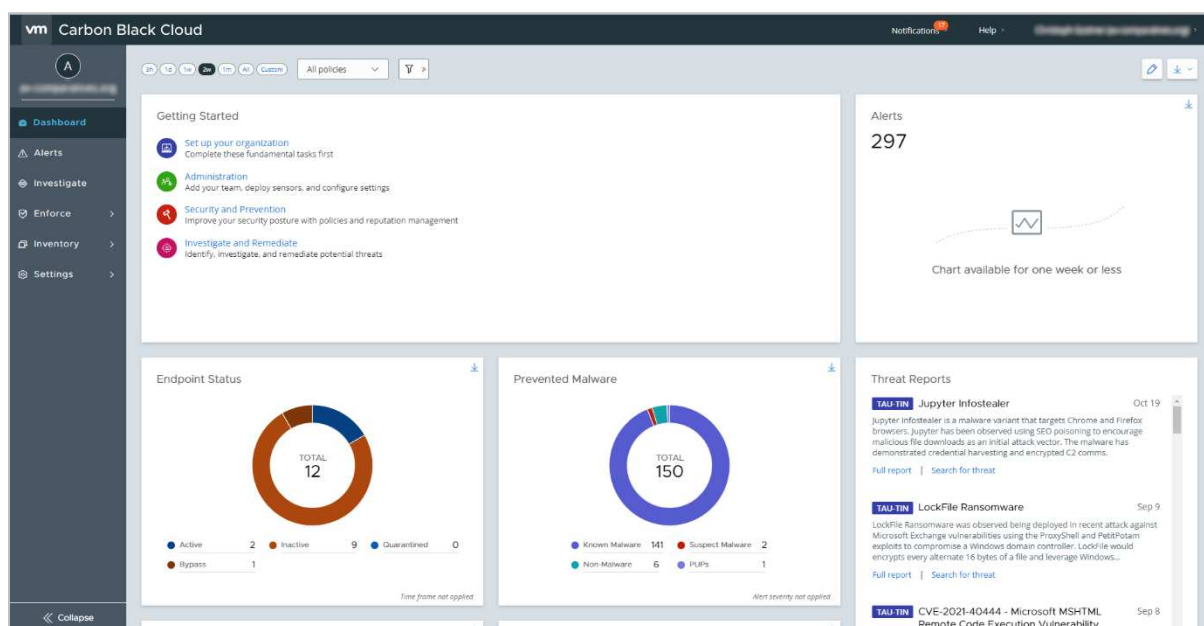 vm Carbon Black Cloud
Notifications 17 Help
A
3h 1d 1w 2w 1m All Custom All policies
Dashboard
Alerts
Investigate
Enforce
Inventory
Settings
Collapse
Getting Started
Set up your organization
Complete these fundamental tasks first
Administration
Add your team, deploy sensors, and configure settings
Security and Prevention
Improve your security posture with policies and reputation management
Investigate and Remediate
Identify, investigate, and remediate potential threats
Alerts
297
Chart available for one week or less
Endpoint Status
TOTAL
12
Active 2 Inactive 9 Quarantined 0
Bypass 1
Time frame not applied
Prevented Malware
TOTAL
150
Known Malware 141 Suspect Malware 2
Non-Malware 6 PUPs 1
Alert severity not applied
Threat Reports
TAU-TIN Jupyter Infostealer Oct 19
Jupyter Infostealer is a malware variant that targets Chrome and Firefox
browsers. Jupyter has been observed using SEO poisoning to encourage
malicious file downloads as an initial attack vector. The malware has
demonstrated credential harvesting and encrypted C2 comms.
Full report | Search for threat
TAU-TIN LockFile Ransomware Sep 9
LockFile Ransomware was observed being deployed in recent attack against
Microsoft Exchange vulnerabilities using the ProxyShell and PetitPotam
exploits to compromise a Windows domain controller. LockFile would
encrypts every alternate 16 bytes of a file and leverage Windows...
Full report | Search for threat
TAU-TIN CVE-2021-40444 - Microsoft MSHTML Sep 8
Remote Code Execution Vulnerability